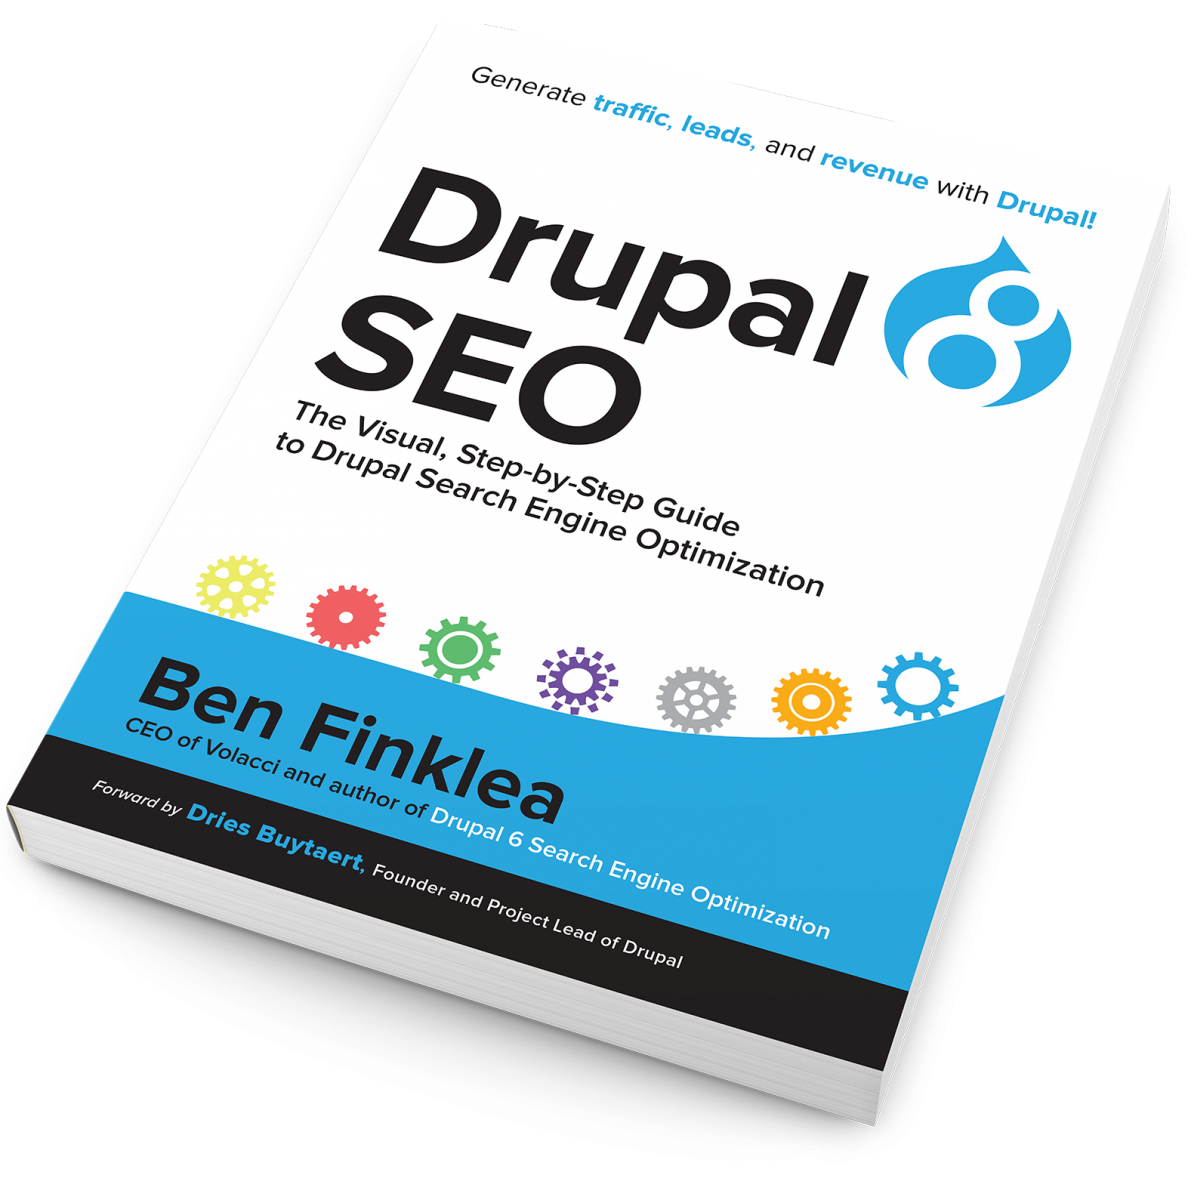 Generate traffic, leads, and revenue with Drupal!
Drupal 8
SEO
The Visual, Step-by-Step Guide
to Drupal Search Engine Optimization
Ben Finklea
CEO of Volacci and author of Drupal 6 Search Engine Optimization
Forward by Dries Buytaert, Founder and Project Lead of Drupal